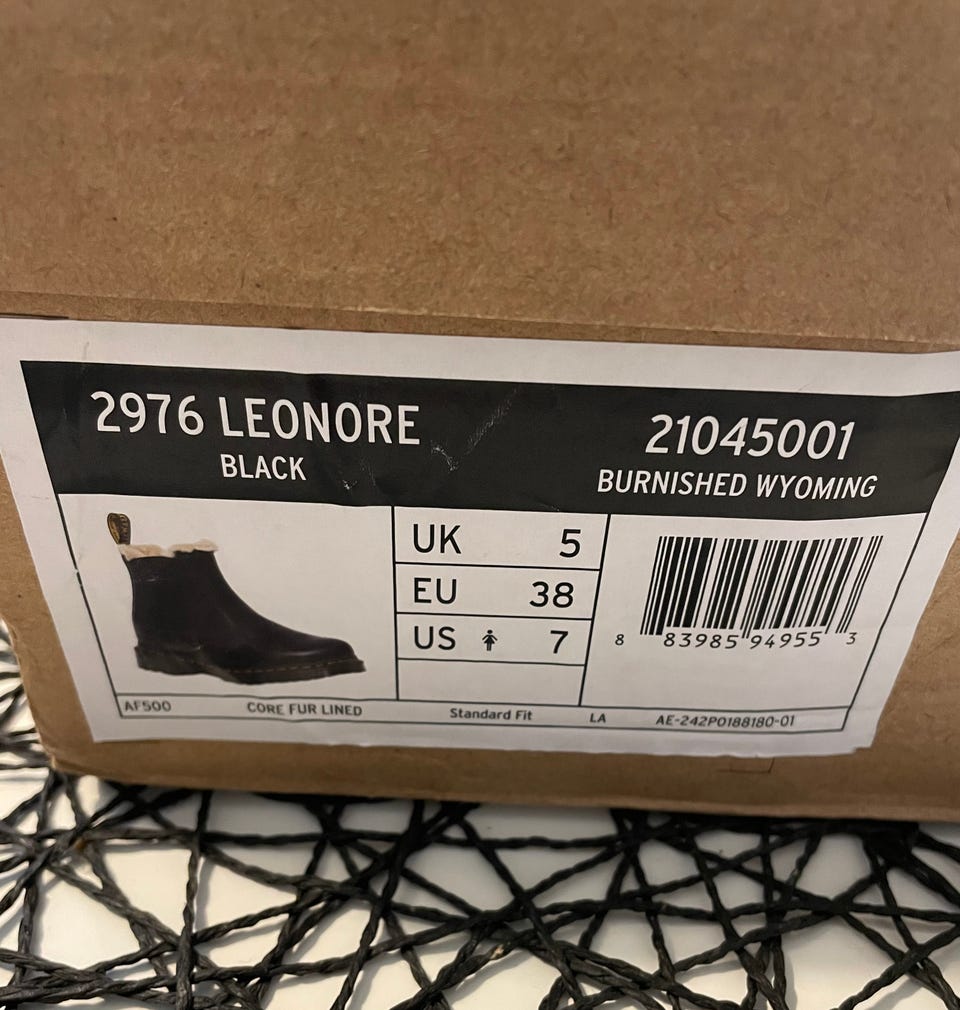 2976 LEONORE
BLACK
21045001
BURNISHED WYOMING
UK 5
EU 38
US 7
8 83985 94955 3
AF500 CORE FUR LINED Standard Fit LA AE-242P0188180-01